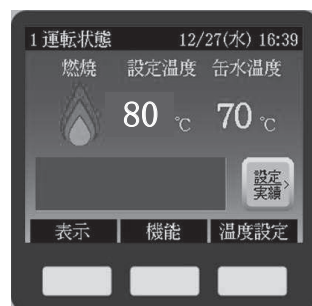 1 運転状態 12/27(水) 16:39
燃焼 設定温度 缶水温度
80 ℃ 70 ℃
設定
実績
表示 機能 温度設定